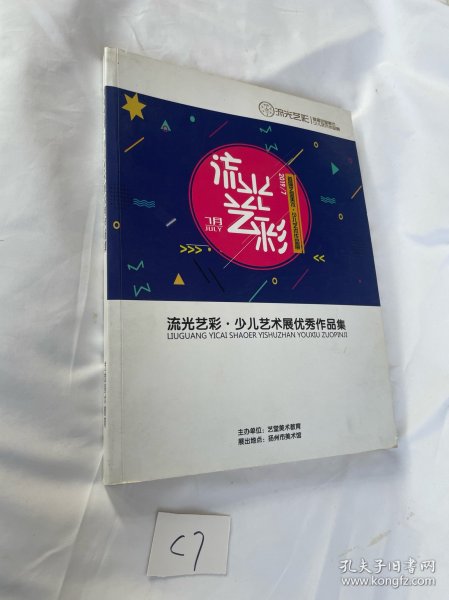 流光艺彩
流光艺彩
2019.7
七月
JULY
流光艺彩·少儿艺术展优秀作品集
LIUGUANG YICAI SHAOER YISHUZHAN YOUXIU ZUOPINJI
主办单位：艺堂美术教育
展出地点：扬州市美术馆
C7
孔夫子旧书网
www.kongfz.com